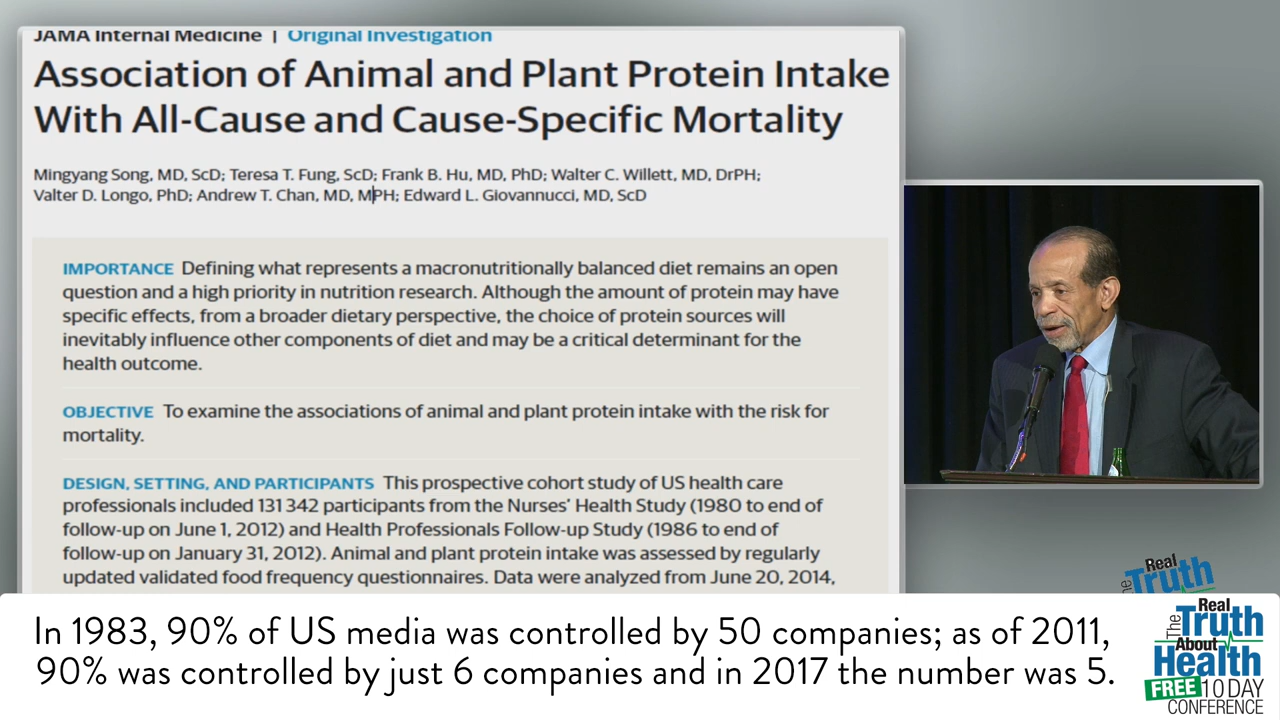 JAMA Internal Medicine | Original Investigation
Association of Animal and Plant Protein Intake
With All-Cause and Cause-Specific Mortality
Mingyang Song, MD, ScD; Teresa T. Fung, ScD; Frank B. Hu, MD, PhD; Walter C. Willett, MD, DrPH;
Valter D. Longo, PhD; Andrew T. Chan, MD, MPH; Edward L. Giovannucci, MD, ScD
IMPORTANCE Defining what represents a macronutritionally balanced diet remains an open
question and a high priority in nutrition research. Although the amount of protein may have
specific effects, from a broader dietary perspective, the choice of protein sources will
inevitably influence other components of diet and may be a critical determinant for the
health outcome.
OBJECTIVE To examine the associations of animal and plant protein intake with the risk for
mortality.
DESIGN, SETTING, AND PARTICIPANTS This prospective cohort study of US health care
professionals included 131 342 participants from the Nurses' Health Study (1980 to end of
follow-up on June 1, 2012) and Health Professionals Follow-up Study (1986 to end of
follow-up on January 31, 2012). Animal and plant protein intake was assessed by regularly
updated validated food frequency questionnaires. Data were analyzed from June 20, 2014,
The Real
Truth
In 1983, 90% of US media was controlled by 50 companies; as of 2011,
90% was controlled by just 6 companies and in 2017 the number was 5.
The Real
Truth
About
Health
FREE 10 DAY
CONFERENCE